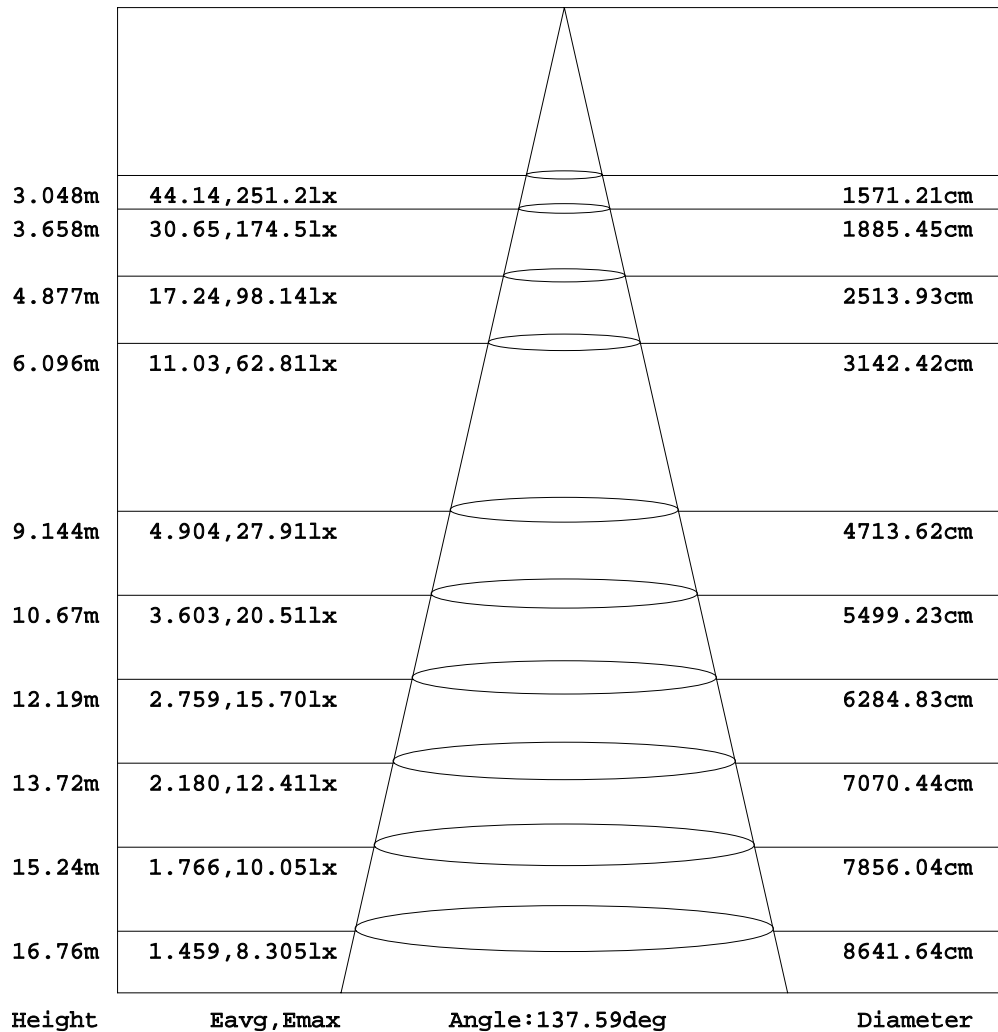 3.048m 44.14,251.2lx 1571.21cm
3.658m 30.65,174.5lx 1885.45cm
4.877m 17.24,98.14lx 2513.93cm
6.096m 11.03,62.81lx 3142.42cm
9.144m 4.904,27.91lx 4713.62cm
10.67m 3.603,20.51lx 5499.23cm
12.19m 2.759,15.70lx 6284.83cm
13.72m 2.180,12.41lx 7070.44cm
15.24m 1.766,10.05lx 7856.04cm
16.76m 1.459,8.305lx 8641.64cm
Height Eavg,Emax Angle:137.59deg Diameter